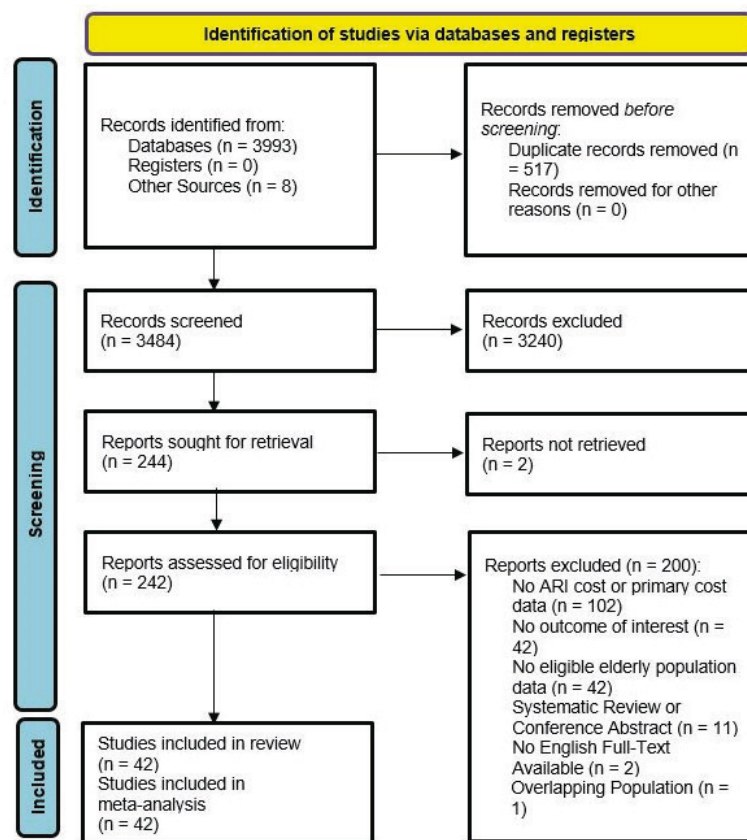 Identification of studies via databases and registers
Identification
Records identified from:
Databases (n = 3993)
Registers (n = 0)
Other Sources (n = 8)
Records removed before
screening:
Duplicate records removed (n
= 517)
Records removed for other
reasons (n = 0)
Screening
Records screened
(n = 3484)
Records excluded
(n = 3240)
Reports sought for retrieval
(n = 244)
Reports not retrieved
(n = 2)
Reports assessed for eligibility
(n = 242)
Reports excluded (n = 200):
No ARI cost or primary cost
data (n = 102)
No outcome of interest (n =
42)
No eligible elderly population
data (n = 42)
Systematic Review or
Conference Abstract (n = 11)
No English Full-Text
Available (n = 2)
Overlapping Population (n =
1)
Included
Studies included in review
(n = 42)
Studies included in
meta-analysis
(n = 42)